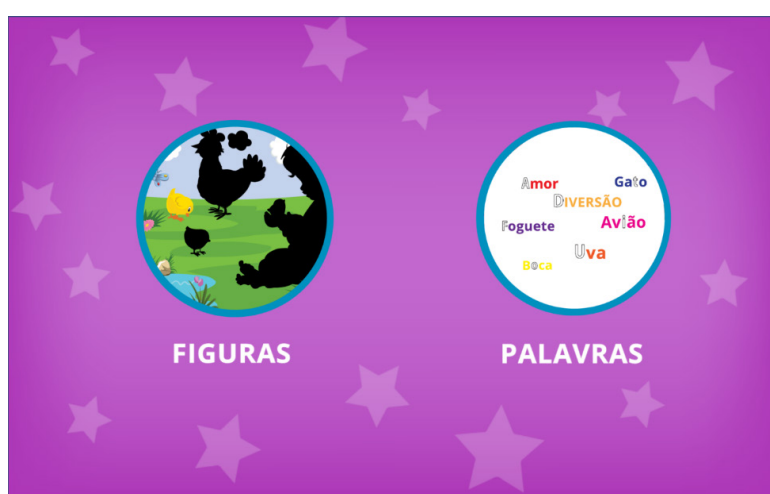 Amor
Gato
DIVERSÃO
Foguete
Avião
Uva
Boca
FIGURAS
PALAVRAS